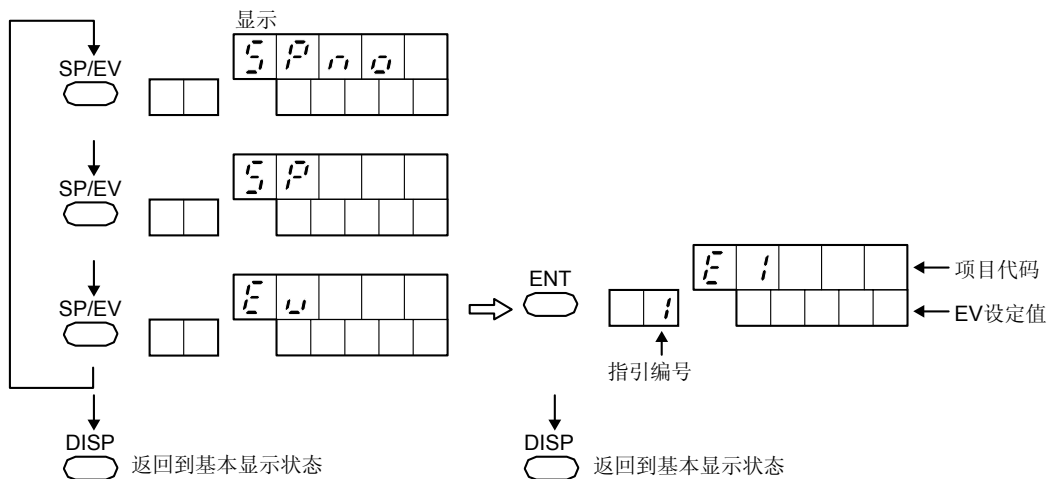 显示
SP/EV
SPno
SP/EV
SP
SP/EV
Eu
ENT
E1
项目代码
1
EV设定值
指引编号
DISP
返回到基本显示状态
DISP
返回到基本显示状态